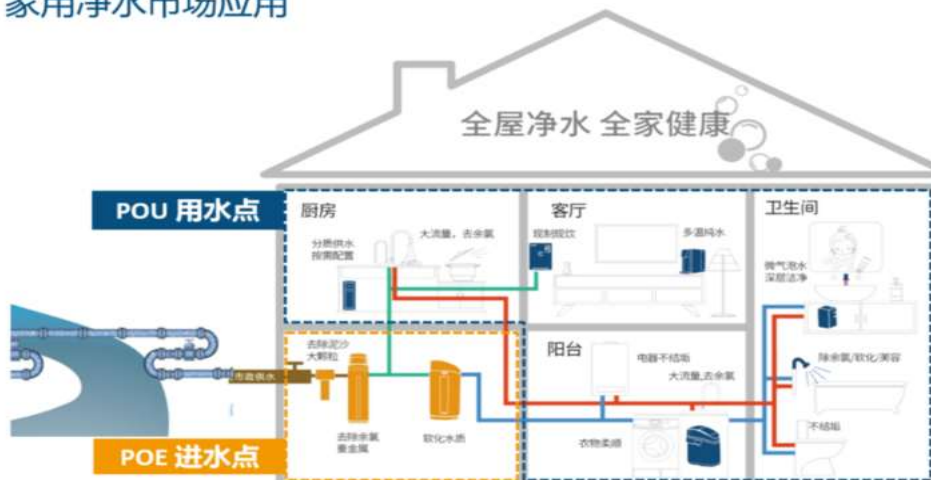 家用净水市场应用
全屋净水 全家健康
POU 用水点
厨房
分质供水
按需配置
大流量，去余氯
客厅
现制现饮
多温纯水
卫生间
微气泡水
深层洁净
去除泥沙
大颗粒
市政供水
去除余氯
重金属
软化水质
阳台
电器不结垢
大流量,去余氯
衣物柔顺
除余氯/软化/美容
不结垢
POE 进水点